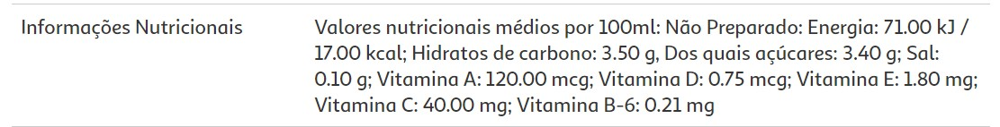 Informações Nutricionais
Valores nutricionais médios por 100ml: Não Preparado: Energia: 71.00 kJ /
17.00 kcal; Hidratos de carbono: 3.50 g, Dos quais açúcares: 3.40 g; Sal:
0.10 g; Vitamina A: 120.00 mcg; Vitamina D: 0.75 mcg; Vitamina E: 1.80 mg;
Vitamina C: 40.00 mg; Vitamina B-6: 0.21 mg